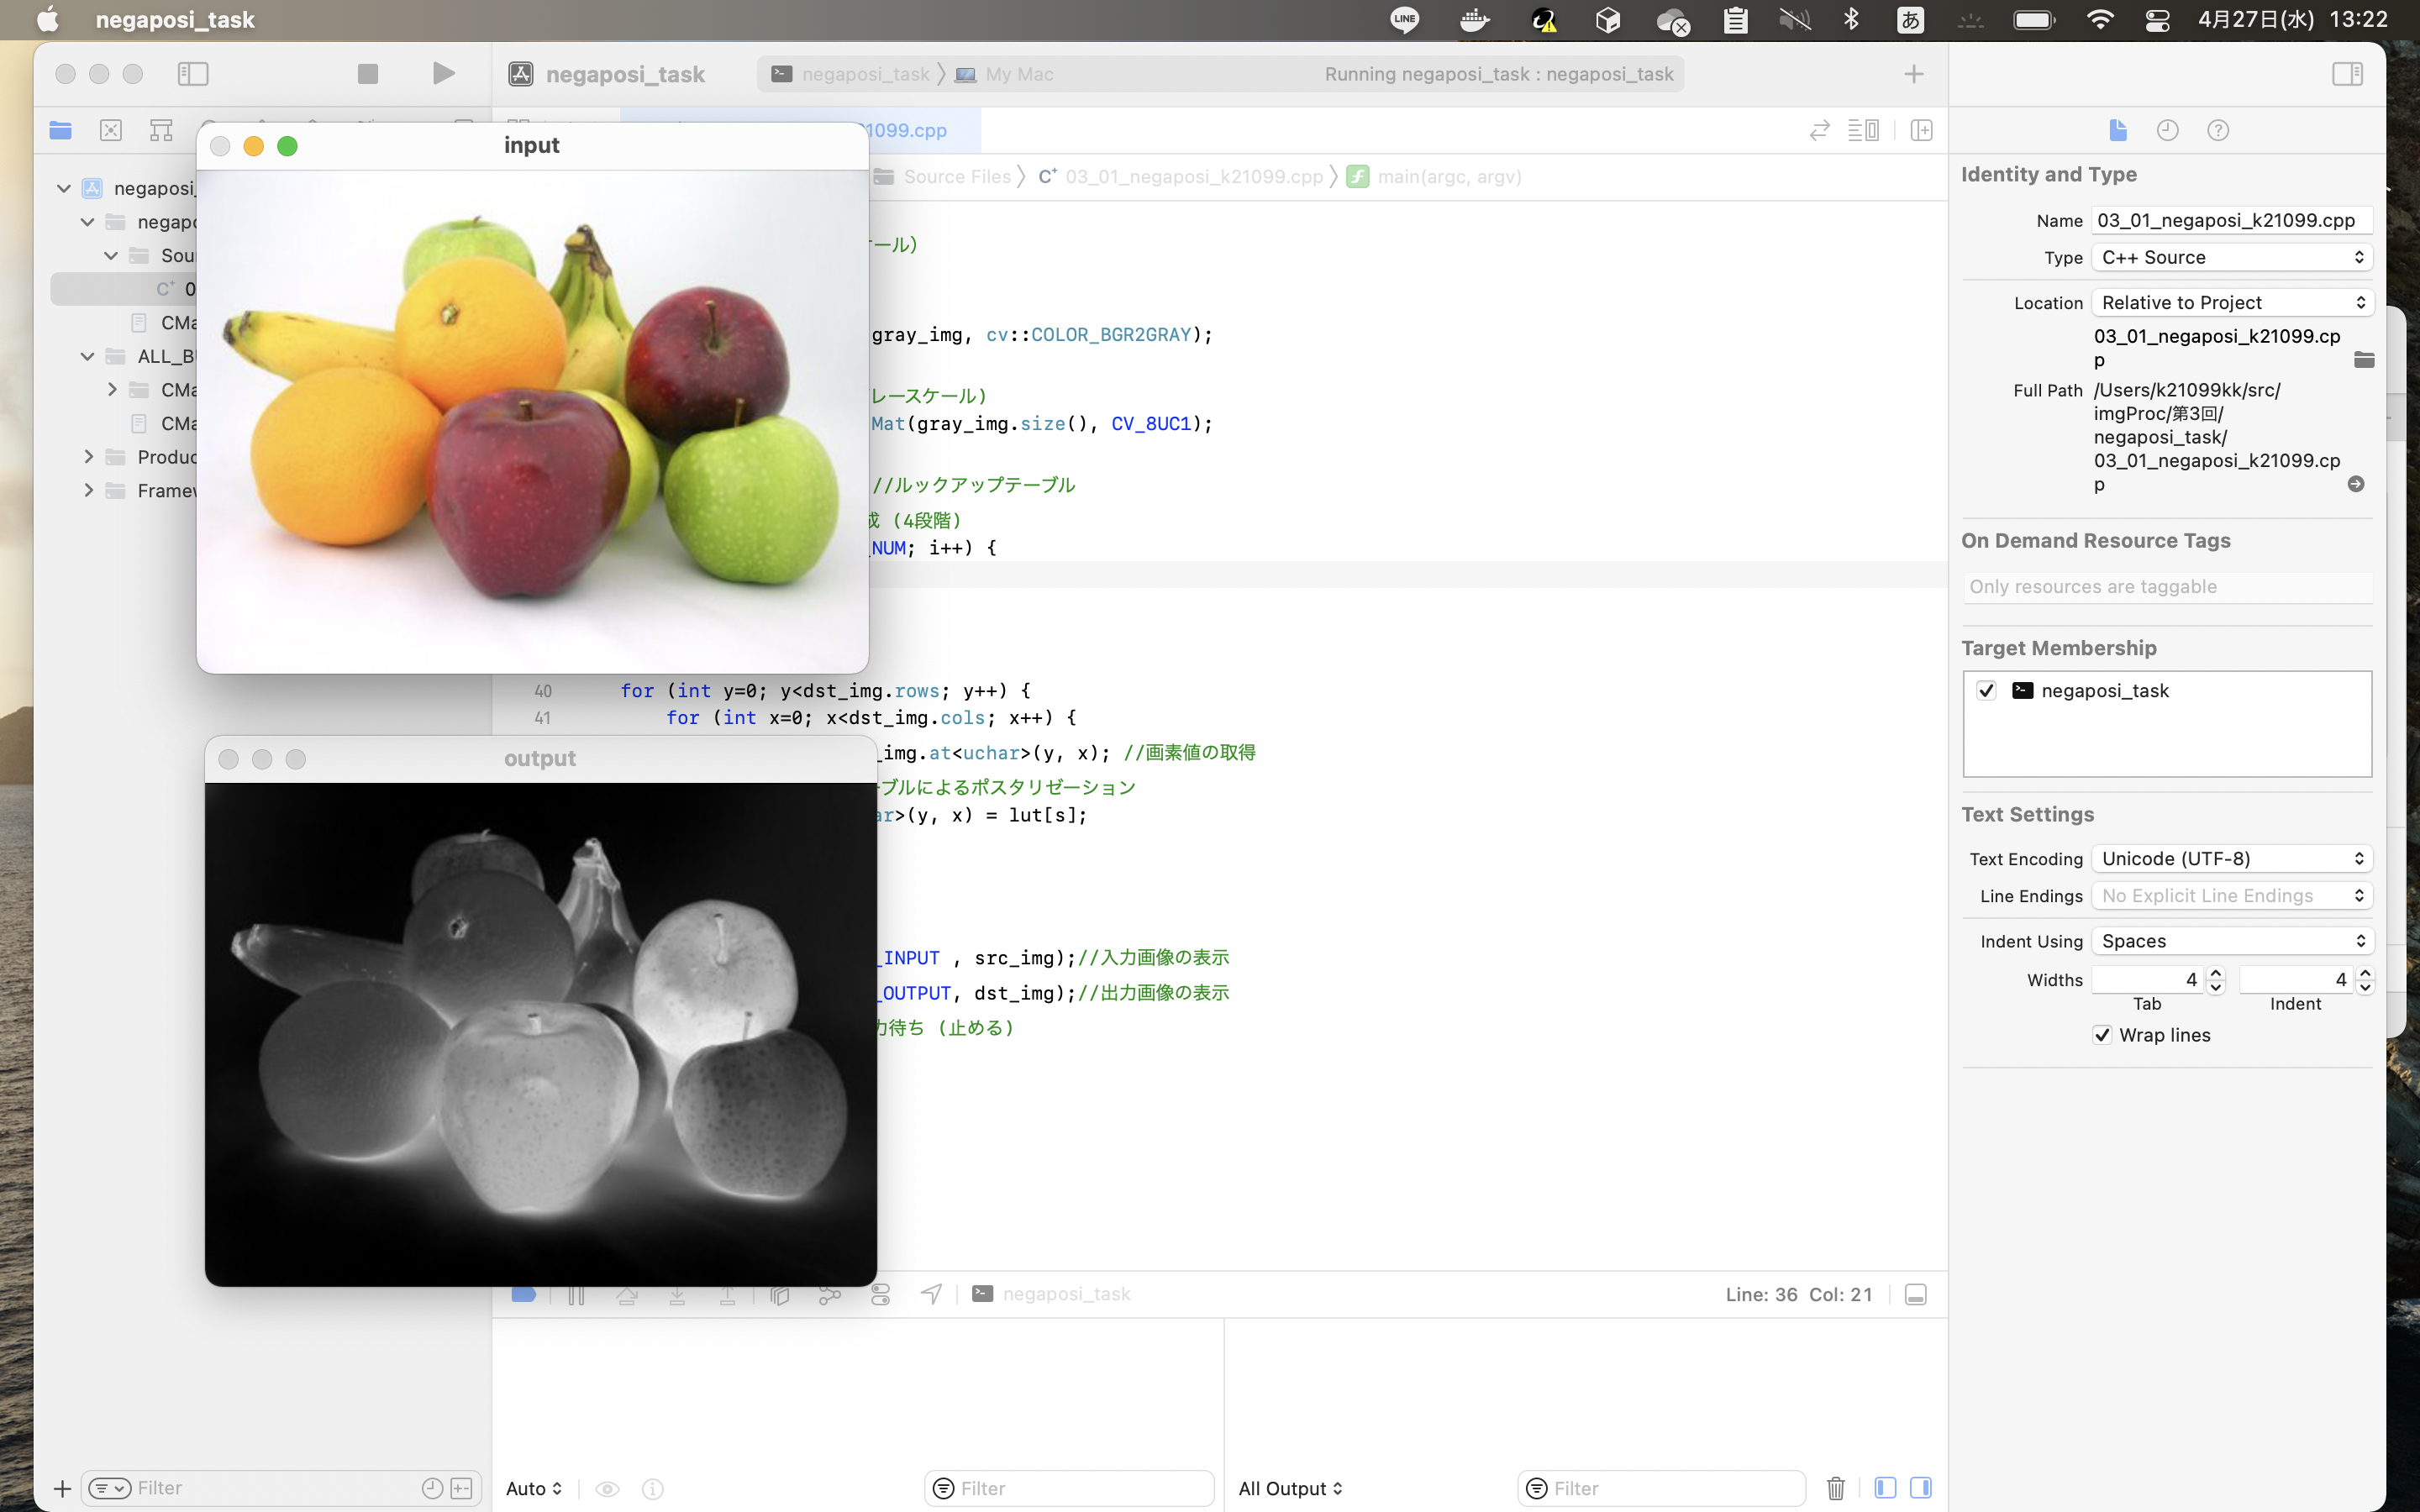 negaposi_task
LINE
あ
4月27日(水) 13:22
negaposi_task
negaposi_task
My Mac
Running negaposi_task : negaposi_task
input
1099.cpp
Source Files
C+ 03_01_negaposi_k21099.cpp
main(argc, argv)
negaposi_
negapo
Sou
C+ 0
CMa
ALL_B
CMa
CMa
Produc
Framew
ール)
gray_img, cv::COLOR_BGR2GRAY);
レースケール)
Mat(gray_img.size(), CV_8UC1);
//ルックアップテーブル
成 (4段階)
_NUM; i++) {
40 for (int y=0; y<dst_img.rows; y++) {
41 for (int x=0; x<dst_img.cols; x++) {
output
_img.at<uchar>(y, x); //画素値の取得
ーブルによるポスタリゼーション
ar>(y, x) = lut[s];
_INPUT , src_img);//入力画像の表示
_OUTPUT, dst_img);//出力画像の表示
力待ち (止める)
negaposi_task
Line: 36 Col: 21
Filter
Auto
Filter
All Output
Filter
Identity and Type
Name 03_01_negaposi_k21099.cpp
Type C++ Source
Location Relative to Project
03_01_negaposi_k21099.cp
p
Full Path /Users/k21099kk/src/
imgProc/第3回/
negaposi_task/
03_01_negaposi_k21099.cp
p
On Demand Resource Tags
Only resources are taggable
Target Membership
negaposi_task
Text Settings
Text Encoding Unicode (UTF-8)
Line Endings No Explicit Line Endings
Indent Using Spaces
Widths 4 4
Tab Indent
Wrap lines